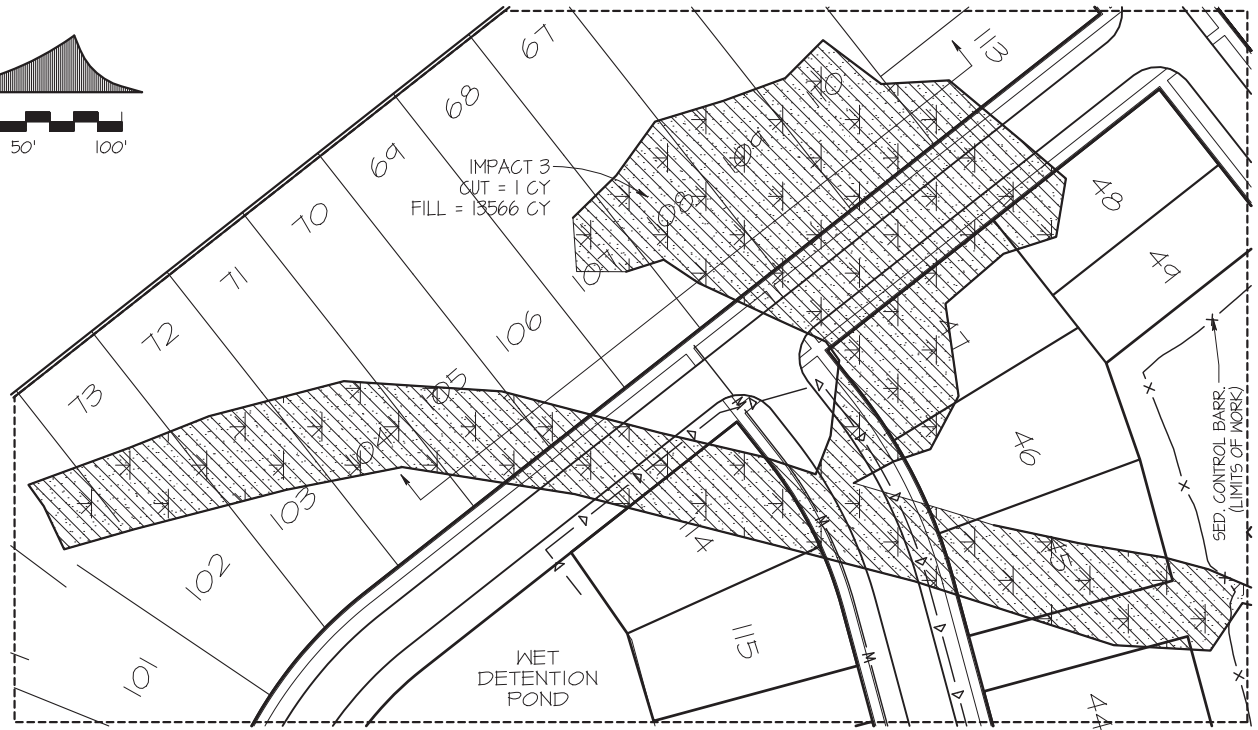 50' 100'
67
68
69
70
71
72
73
IMPACT 3
CUT = 1 CY
FILL = 13566 CY
113
110
109
108
107
106
105
104
103
102
101
48
49
47
46
45
44
114
115
WET
DETENTION
POND
SED. CONTROL BARR.
(LIMITS OF WORK)
M
M
M